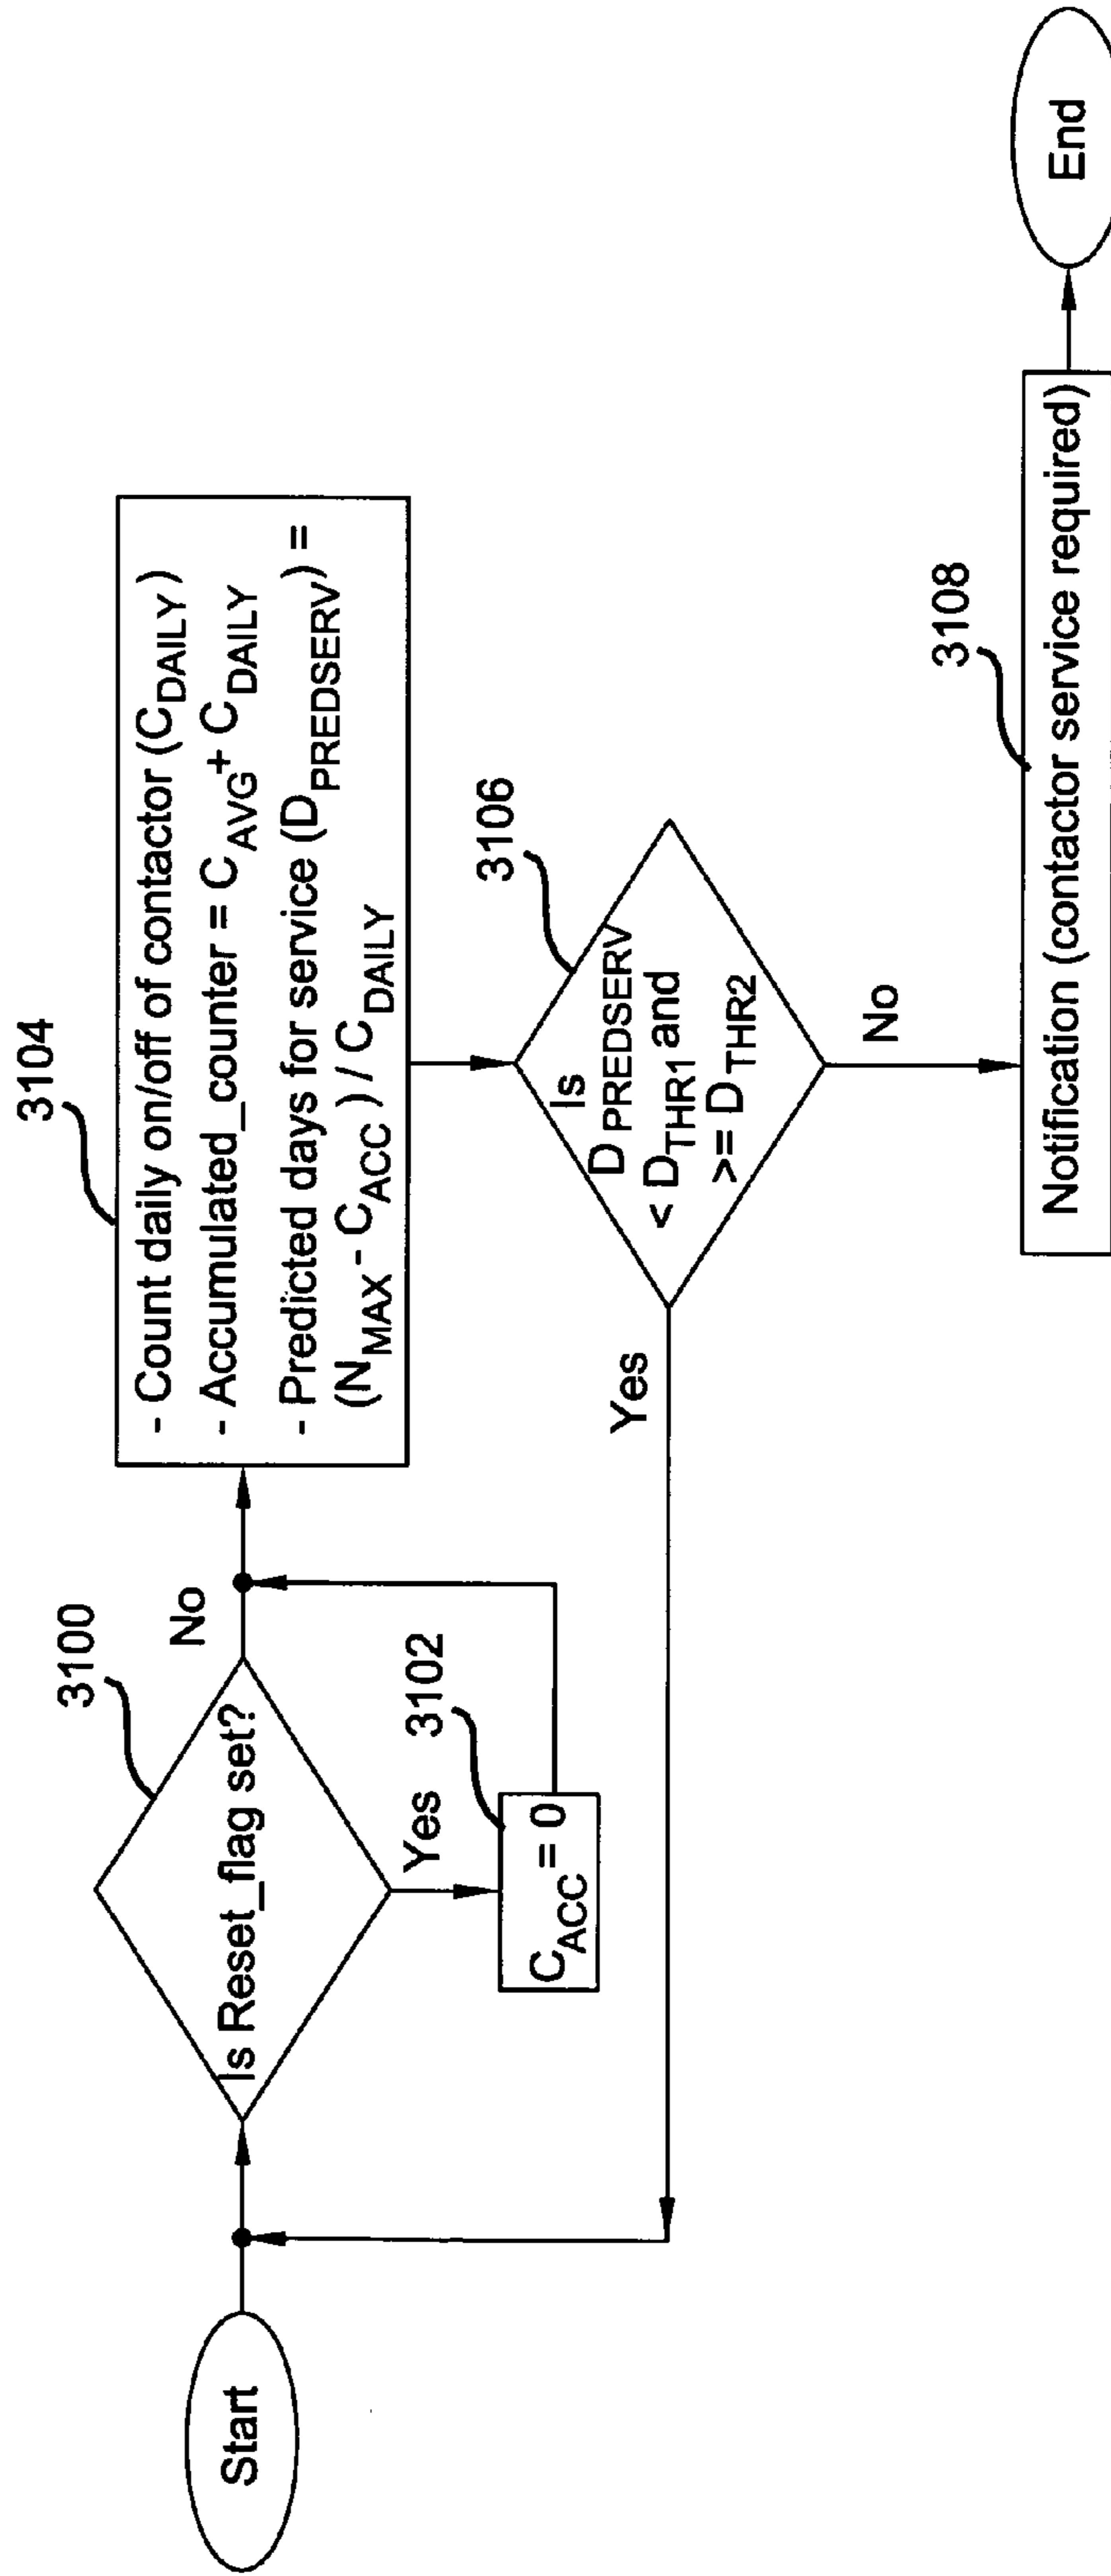 Start
3100
Is Reset_flag set?
No
Yes
3102
C_ACC = 0
3104
- Count daily on/off of contactor (C_DAILY)
- Accumulated_counter = C_AVG + C_DAILY
- Predicted days for service (D_PREDSERV) =
(N_MAX - C_ACC) / C_DAILY
3106
Is
D_PREDSERV
< D_THR1 and
>= D_THR2
Yes
No
3108
Notification (contactor service required)
End